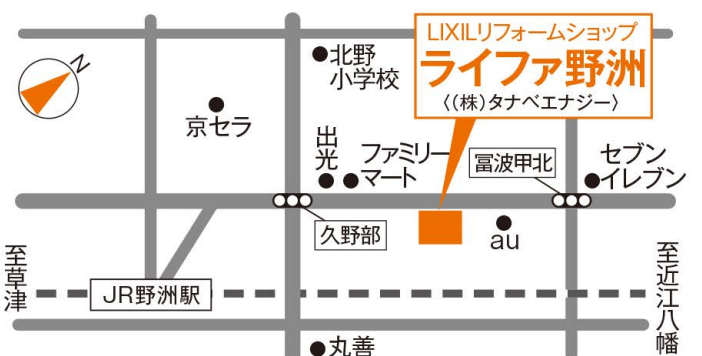 LIXILリフォームショップ
ライファ野洲
〈(株)タナベエナジー〉
N
北野
小学校
京セラ
出光
ファミリー
マート
冨波甲北
セブン
イレブン
久野部
au
至草津
JR野洲駅
至近江八幡
丸善